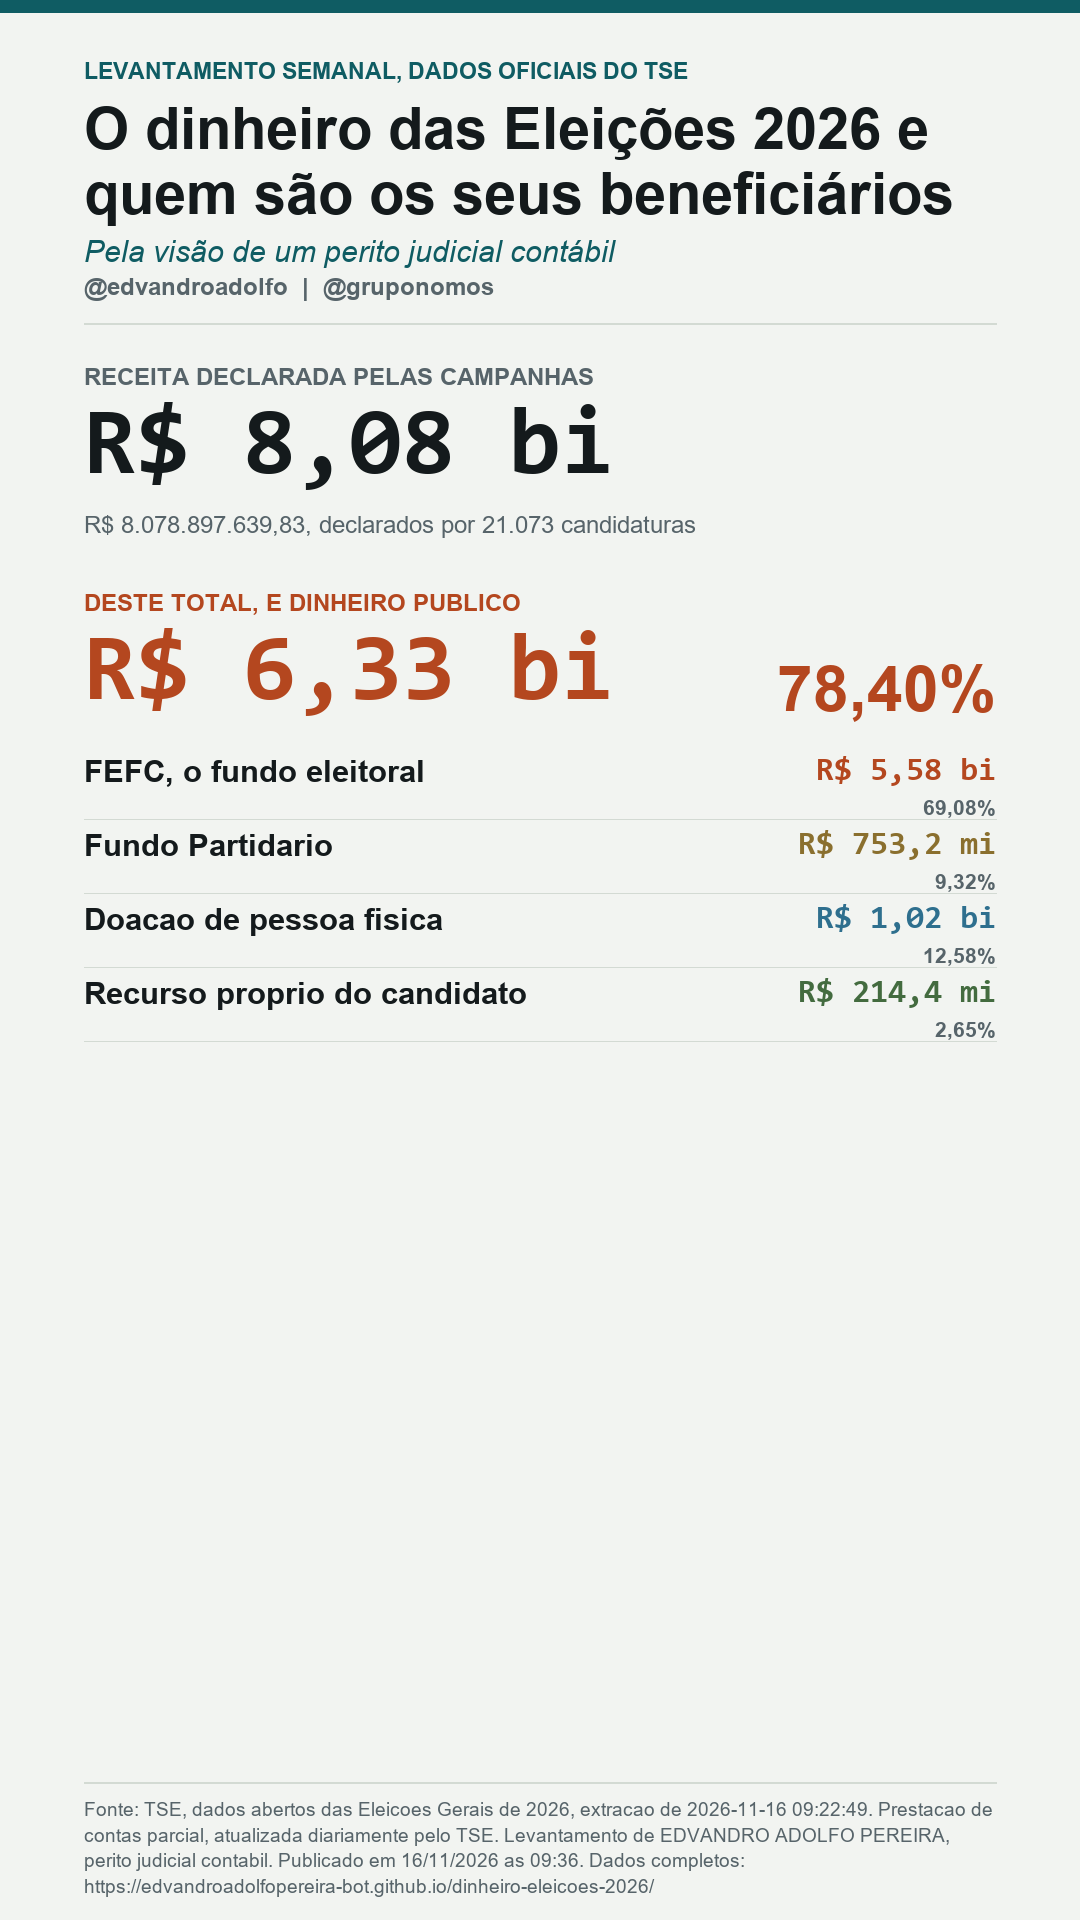 LEVANTAMENTO SEMANAL, DADOS OFICIAIS DO TSE
O dinheiro das Eleições 2026 e
quem são os seus beneficiários
Pela visão de um perito judicial contábil
@edvandroadolfo | @gruponomos
RECEITA DECLARADA PELAS CAMPANHAS
R$ 8,08 bi
R$ 8.078.897.639,83, declarados por 21.073 candidaturas
DESTE TOTAL, E DINHEIRO PUBLICO
R$ 6,33 bi 78,40%
FEFC, o fundo eleitoral R$ 5,58 bi
69,08%
Fundo Partidario R$ 753,2 mi
9,32%
Doacao de pessoa fisica R$ 1,02 bi
12,58%
Recurso proprio do candidato R$ 214,4 mi
2,65%
Fonte: TSE, dados abertos das Eleicoes Gerais de 2026, extracao de 2026-11-16 09:22:49. Prestacao de
contas parcial, atualizada diariamente pelo TSE. Levantamento de EDVANDRO ADOLFO PEREIRA,
perito judicial contabil. Publicado em 16/11/2026 as 09:36. Dados completos:
https://edvandroadolfopereira-bot.github.io/dinheiro-eleicoes-2026/